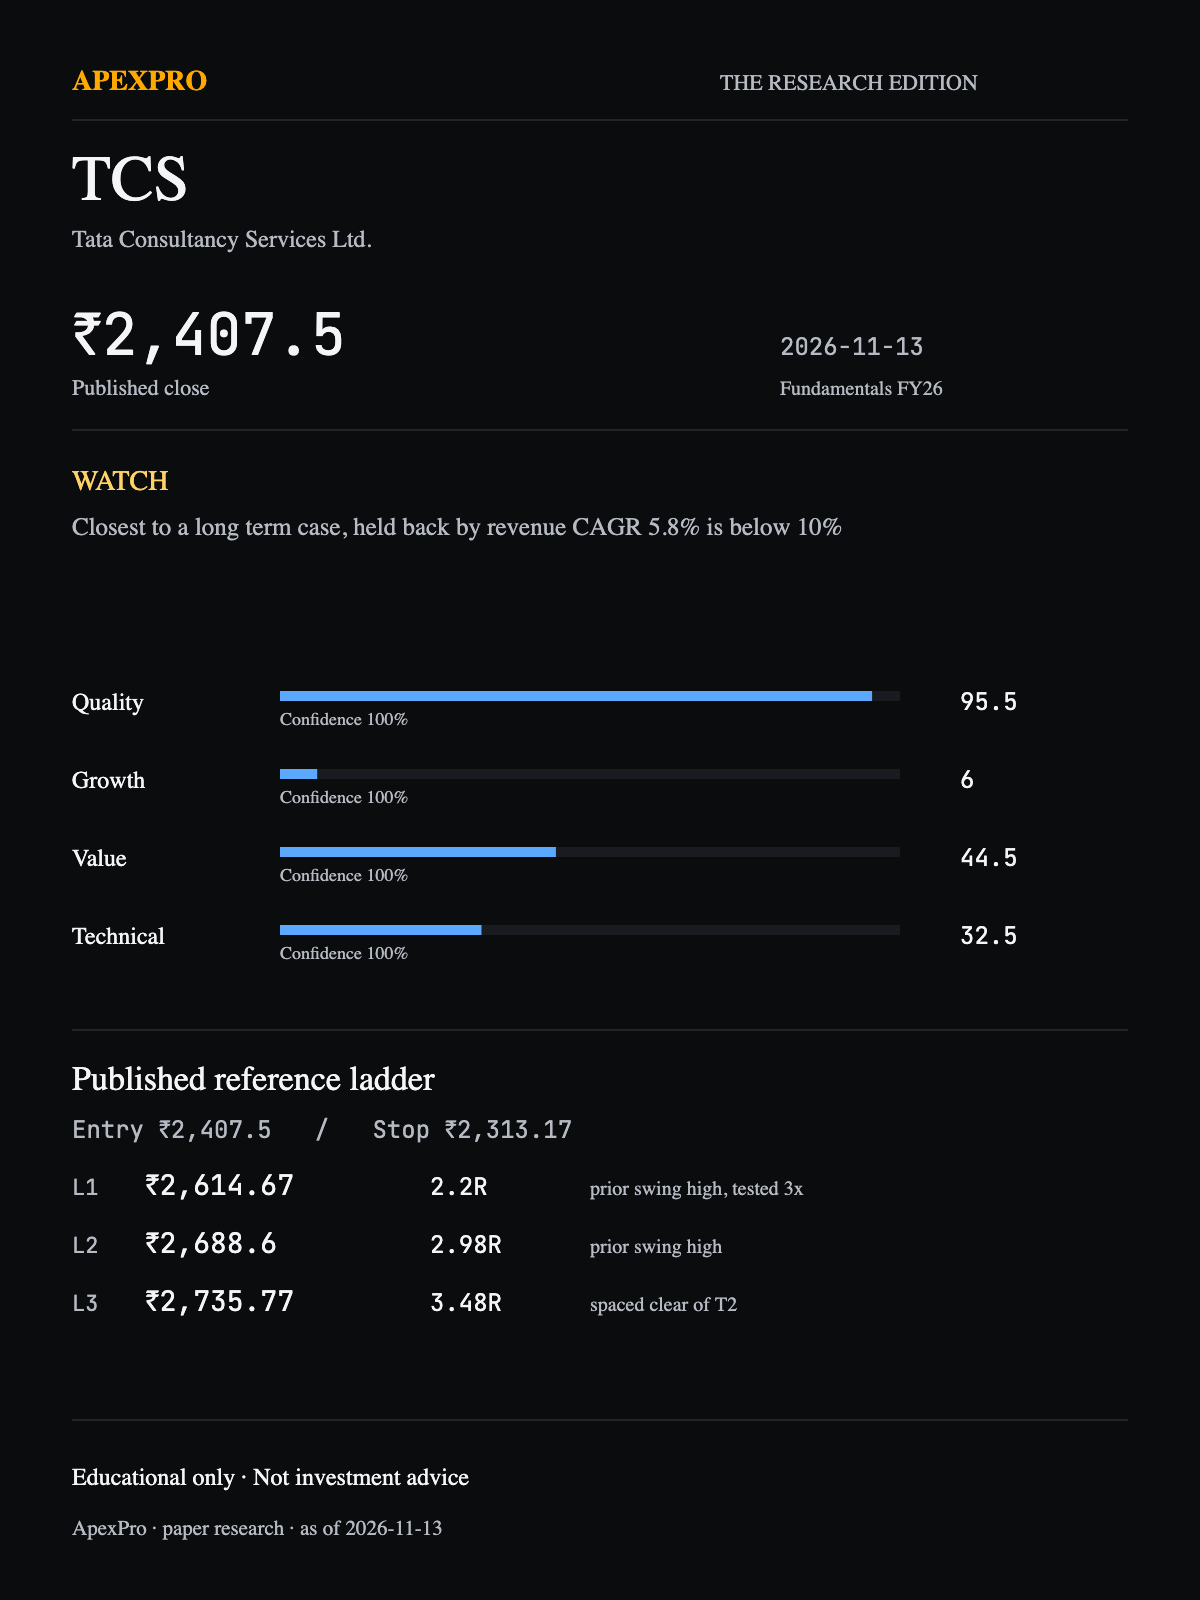 APEXPRO THE RESEARCH EDITION
TCS
Tata Consultancy Services Ltd.
₹2,407.5 2026-11-13
Published close Fundamentals FY26
WATCH
Closest to a long term case, held back by revenue CAGR 5.8% is below 10%
Quality 95.5
Confidence 100%
Growth 6
Confidence 100%
Value 44.5
Confidence 100%
Technical 32.5
Confidence 100%
Published reference ladder
Entry ₹2,407.5 / Stop ₹2,313.17
L1 ₹2,614.67 2.2R prior swing high, tested 3x
L2 ₹2,688.6 2.98R prior swing high
L3 ₹2,735.77 3.48R spaced clear of T2
Educational only · Not investment advice
ApexPro · paper research · as of 2026-11-13